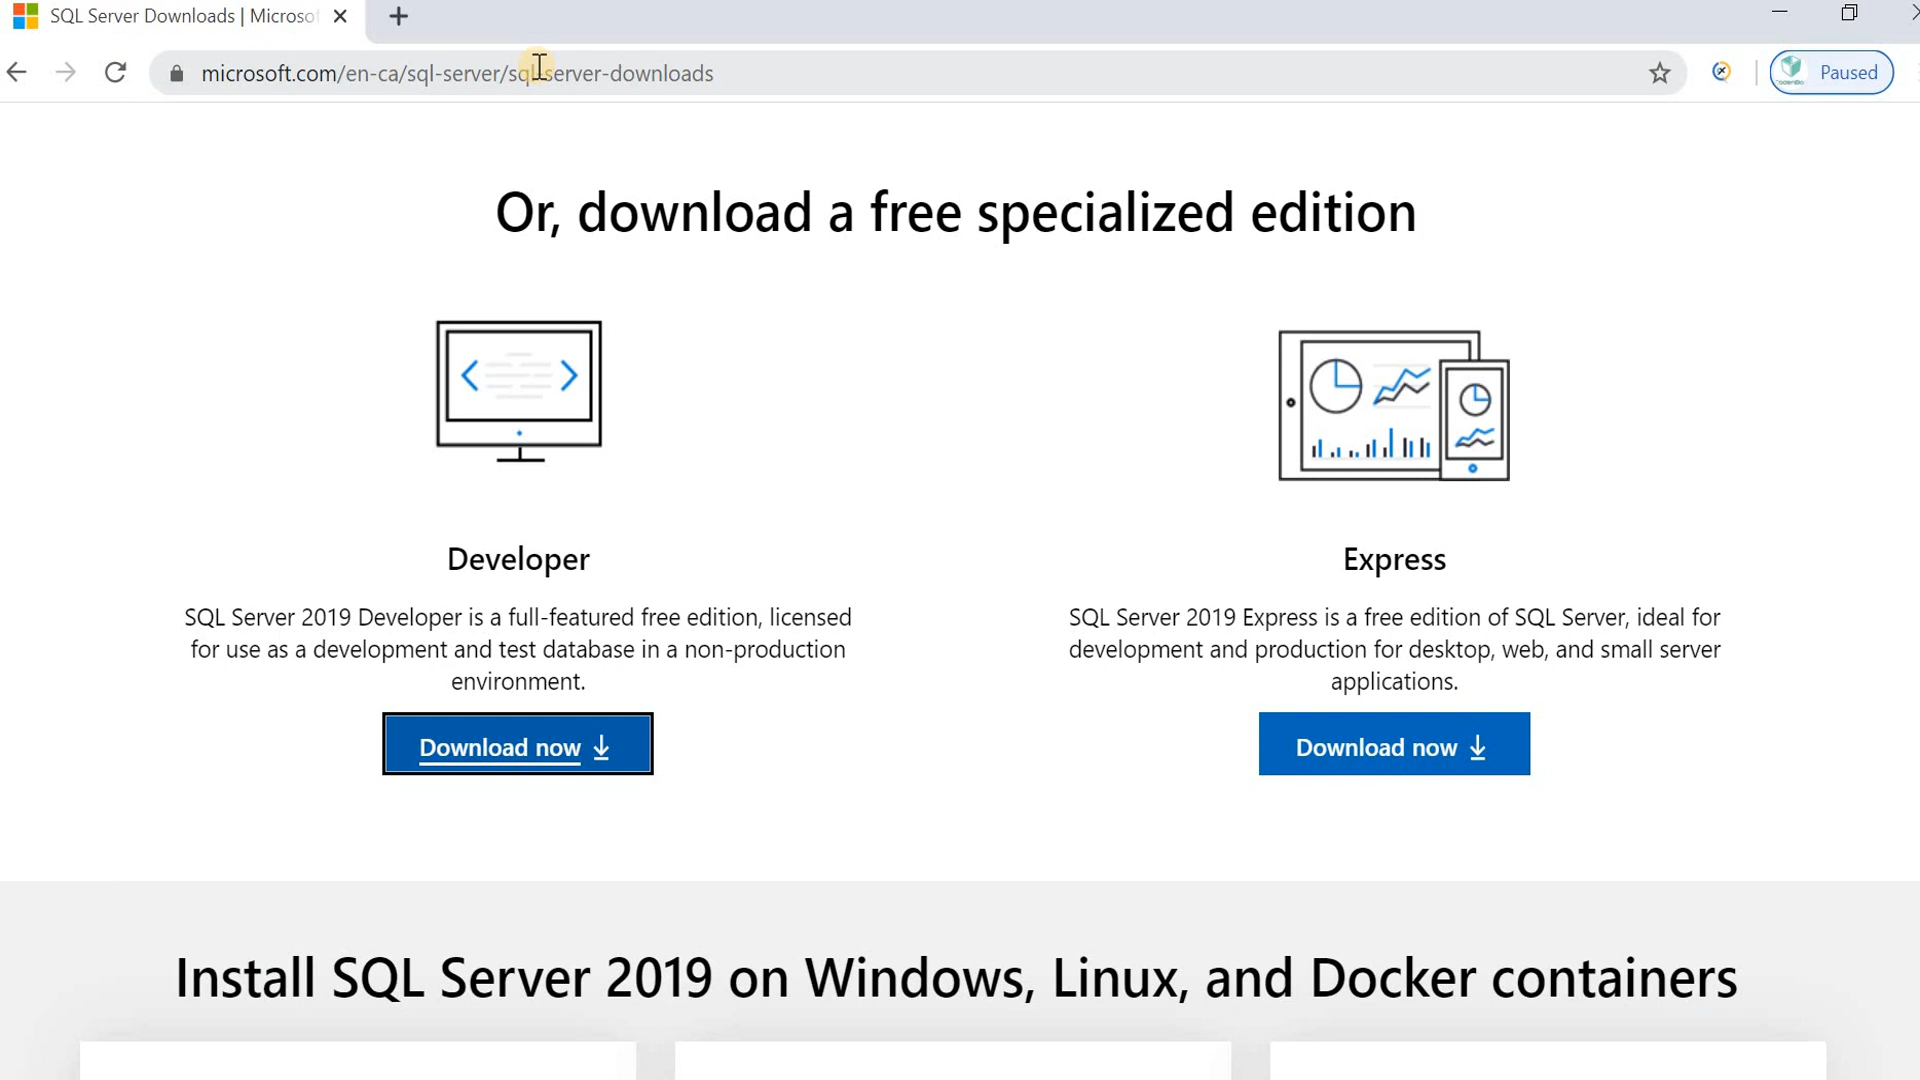 SQL Server Downloads | Microsof
microsoft.com/en-ca/sql-server/sql-server-downloads
Paused
Or, download a free specialized edition
Developer
SQL Server 2019 Developer is a full-featured free edition, licensed
for use as a development and test database in a non-production
environment.
Download now
Express
SQL Server 2019 Express is a free edition of SQL Server, ideal for
development and production for desktop, web, and small server
applications.
Download now
Install SQL Server 2019 on Windows, Linux, and Docker containers